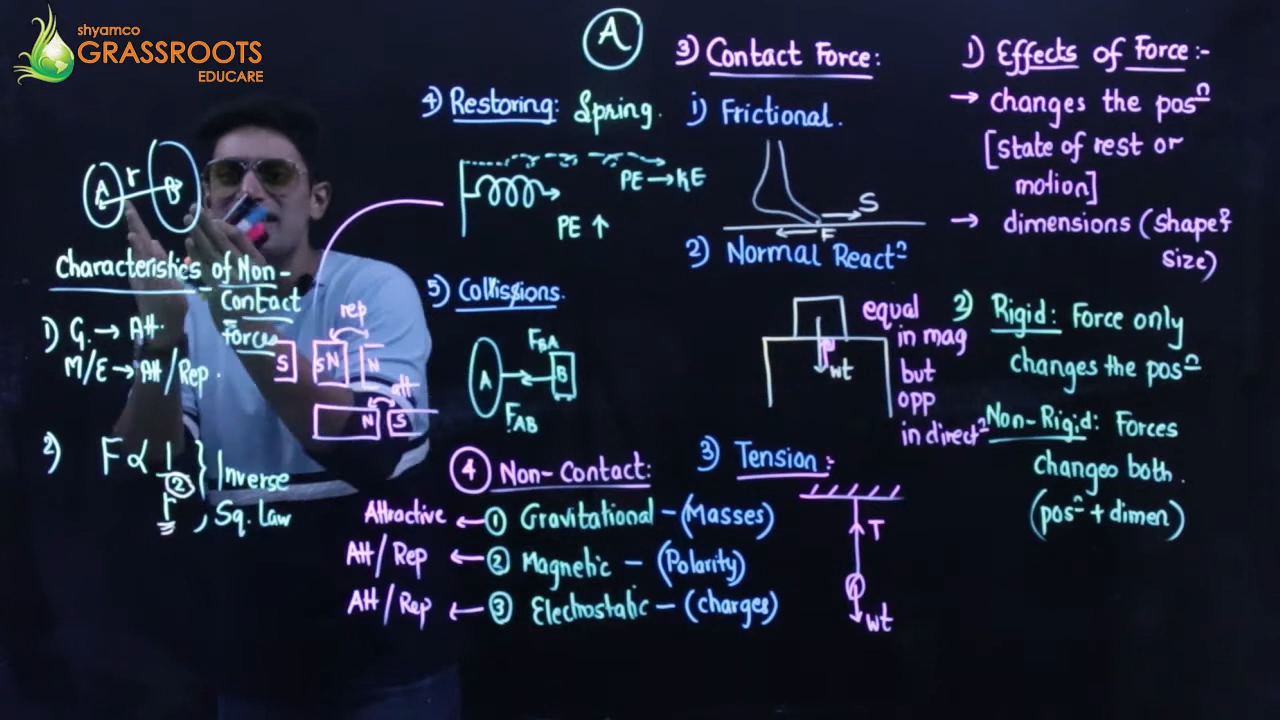 shyamco
GRASSROOTS
EDUCARE
A
1) Effects of Force :-
→ changes the posⁿ
[state of rest or
motion]
→ dimensions (shape &
size)
2) Rigid: Force only
changes the posⁿ
Non-Rigid: Forces
changes both.
(posⁿ + dimen)
3) Contact Force:
1) Frictional.
S
F
2) Normal Reactⁿ
equal
in mag
but
opp
in directⁿ
R
wt
3) Tension:
T
wt
4) Restoring: Spring.
PE → KE
PE ↑
5) Collissions.
F_BA
A
B
F_AB
④ Non-Contact:
Attractive ← ① Gravitational – (Masses)
Att / Rep ← ② Magnetic – (Polarity)
Att / Rep ← ③ Electrostatic – (charges)
A r B
Characteristics of Non-
Contact
forces
1) G. → Att.
M/E → Att / Rep.
rep
S SN N
att
N S
2) F ∝ 1/r² } Inverse
, Sq. Law